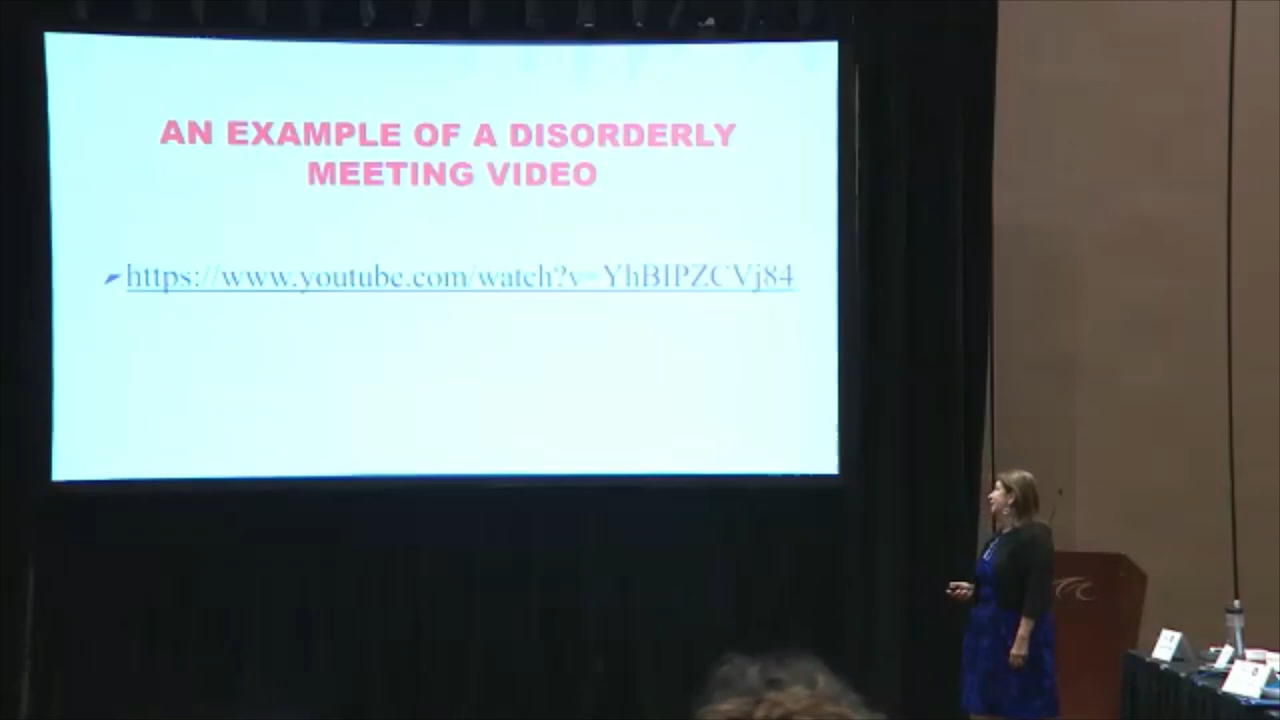 AN EXAMPLE OF A DISORDERLY
MEETING VIDEO
https://www.youtube.com/watch?v=YhBIPZCVj84